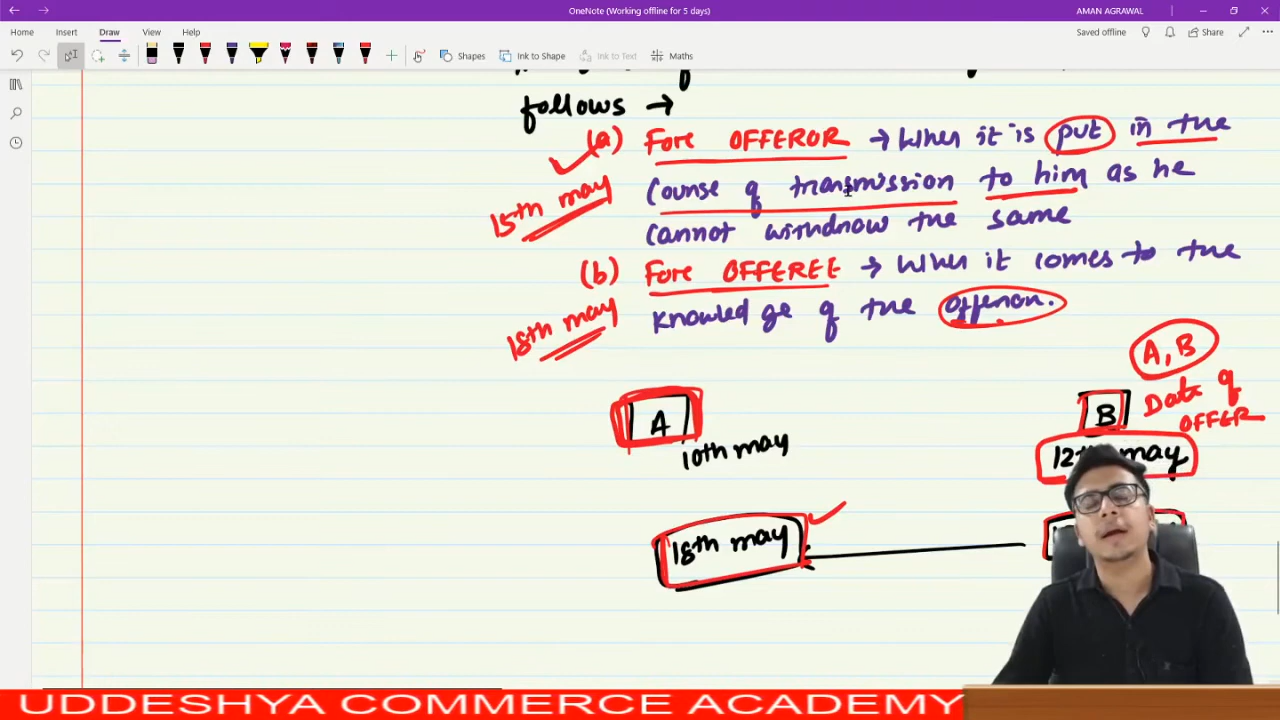 OneNote (Working offline for 5 days)
AMAN AGRAWAL
Home Insert Draw View Help
Saved offline
Share
Shapes
Ink to Shape
Ink to Text
Maths
follows →
(a) Fore OFFEROR → When it is put in the
15th may
Course of transmission to him as he
cannot withdraw the same
(b) Fore OFFEREE → When it comes to the
18th may
Knowledge of the offeror.
A, B
Date of
OFFER
A
B
10th may
12th may
18th may
UDDESHYA COMMERCE ACADEMY